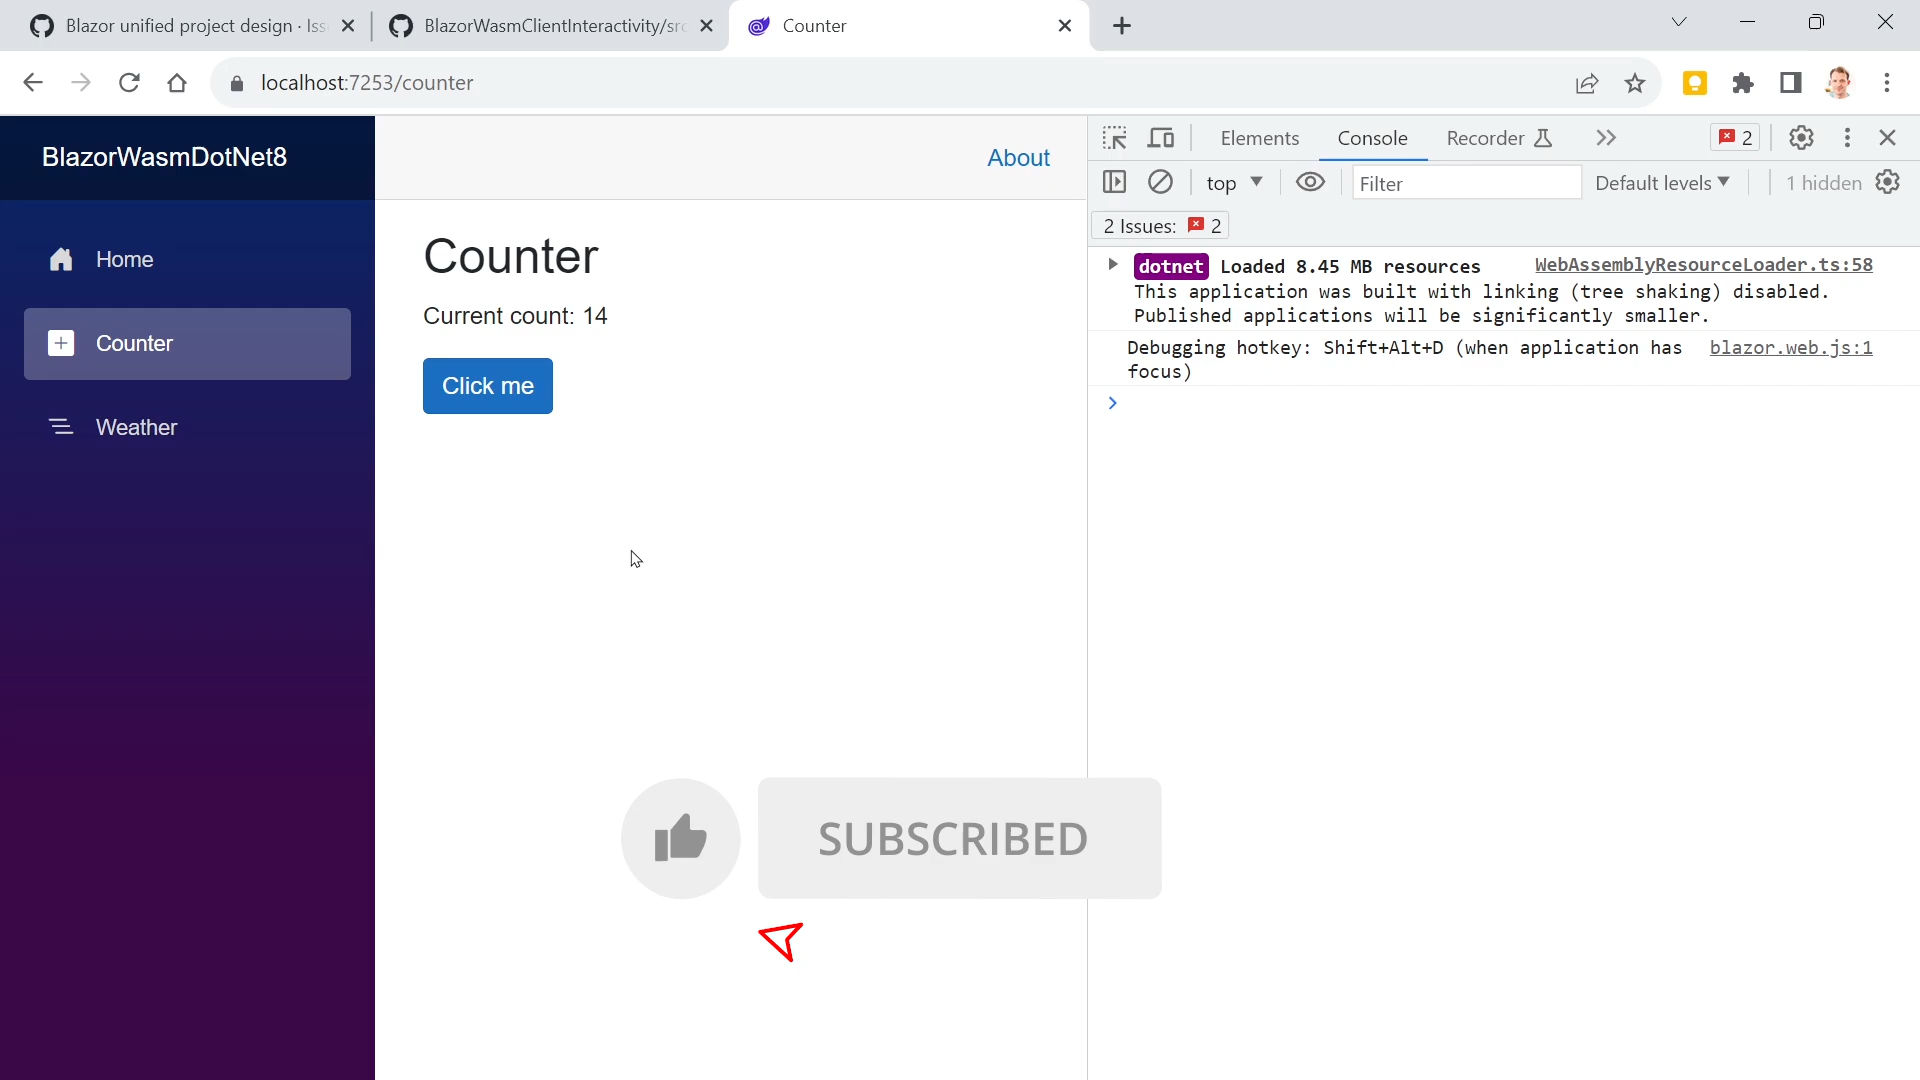 Blazor unified project design · Iss
BlazorWasmClientInteractivity/src
Counter
localhost:7253/counter
BlazorWasmDotNet8
About
Home
Counter
Weather
Counter
Current count: 14
Click me
Elements
Console
Recorder
2
top
Filter
Default levels
1 hidden
2 Issues: 2
dotnet Loaded 8.45 MB resources WebAssemblyResourceLoader.ts:58
This application was built with linking (tree shaking) disabled.
Published applications will be significantly smaller.
Debugging hotkey: Shift+Alt+D (when application has blazor.web.js:1
focus)
SUBSCRIBED